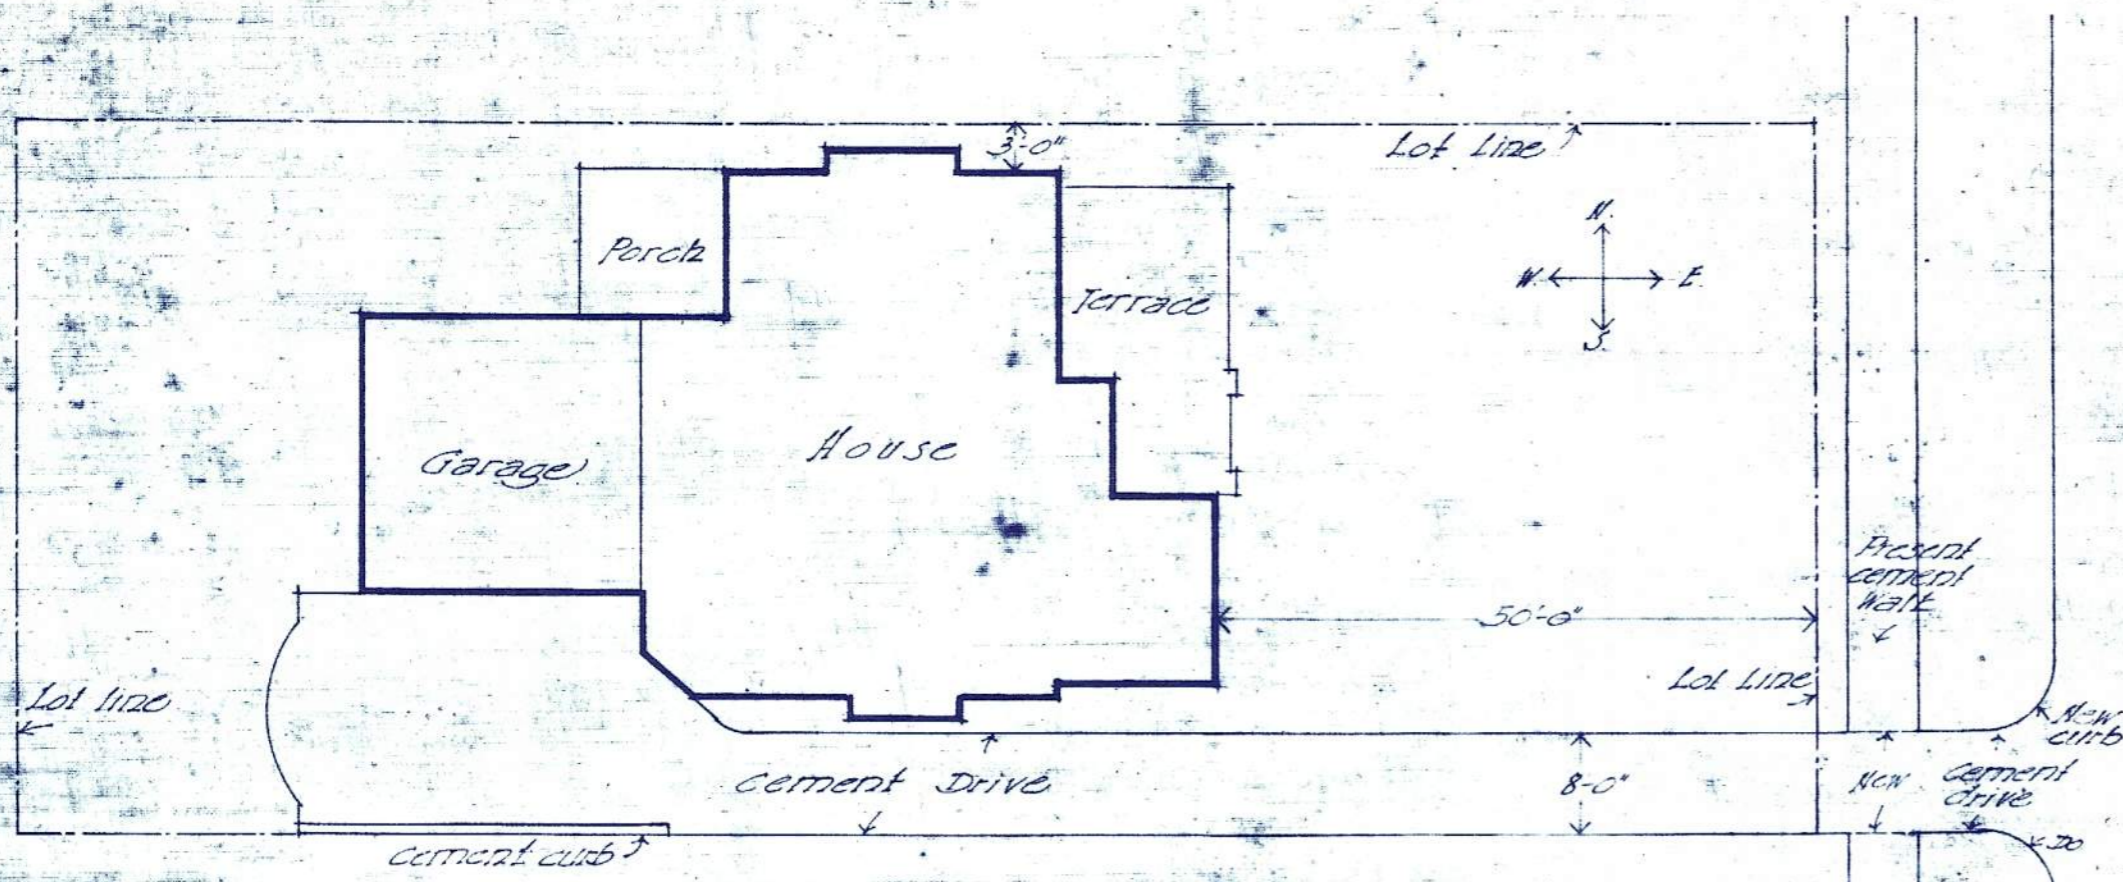 3'-0"
Lot Line
N.
W.
E.
S.
Porch
Terrace
House
Garage
Present
cement
Walk
50'-0"
Lot Line
Lot line
New
curb
Cement Drive
8'-0"
New
Cement
drive
Cement curb
Do